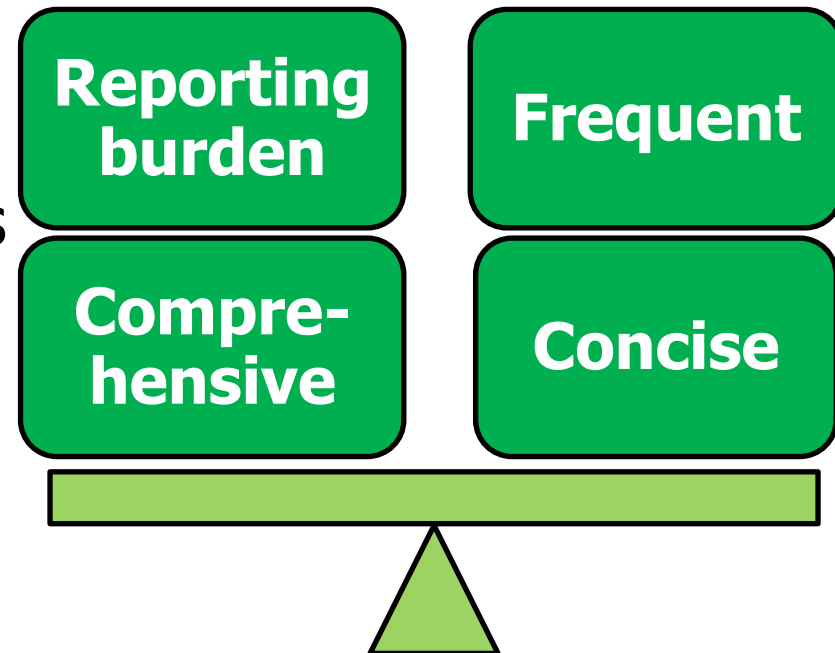 Reporting
burden
Frequent
s
Compre-
hensive
Concise